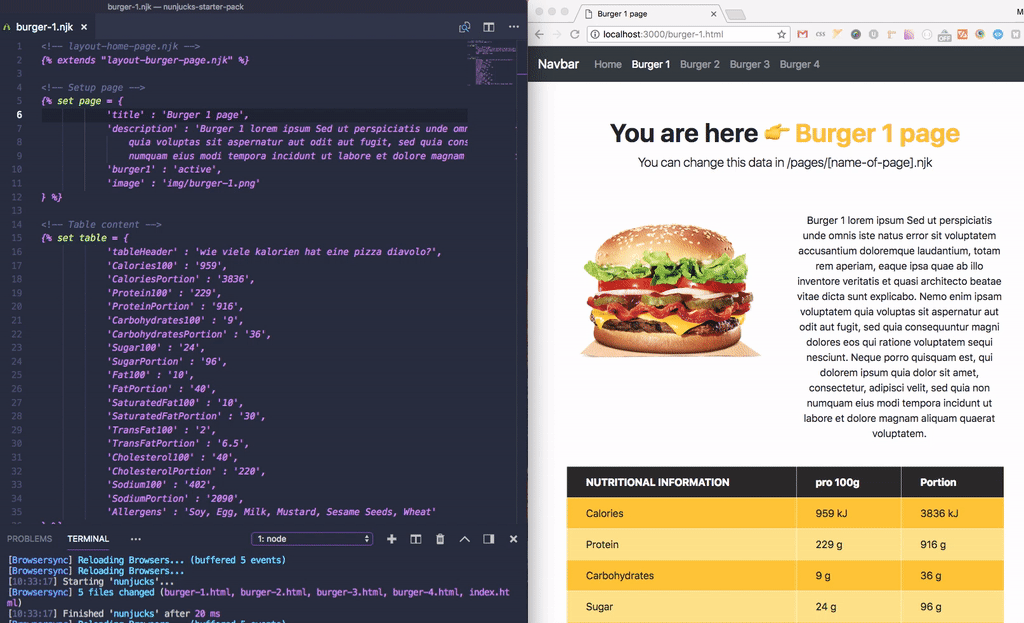 burger-1.njk — nunjucks-starter-pack
burger-1.njk ×
1 <!-- layout-home-page.njk -->
2 {% extends "layout-burger-page.njk" %}
3
4 <!-- Setup page -->
5 {% set page = {
6 'title' : 'Burger 1 page',
7 'description' : 'Burger 1 lorem ipsum Sed ut perspiciatis unde omn
8 quia voluptas sit aspernatur aut odit aut fugit, sed quia cons
9 numquam eius modi tempora incidunt ut labore et dolore magnam
10 'burger1' : 'active',
11 'image' : 'img/burger-1.png'
12 } %}
13
14 <!-- Table content -->
15 {% set table = {
16 'tableHeader' : 'wie viele kalorien hat eine pizza diavolo?',
17 'Calories100' : '959',
18 'CaloriesPortion' : '3836',
19 'Protein100' : '229',
20 'ProteinPortion' : '916',
21 'Carbohydrates100' : '9',
22 'CarbohydratesPortion' : '36',
23 'Sugar100' : '24',
24 'SugarPortion' : '96',
25 'Fat100' : '10',
26 'FatPortion' : '40',
27 'SaturatedFat100' : '10',
28 'SaturatedFatPortion' : '30',
29 'TransFat100' : '2',
30 'TransFatPortion' : '6.5',
31 'Cholesterol100' : '40',
32 'CholesterolPortion' : '220',
33 'Sodium100' : '402',
34 'SodiumPortion' : '2090',
35 'Allergens' : 'Soy, Egg, Milk, Mustard, Sesame Seeds, Wheat'
PROBLEMS TERMINAL ••• 1: node
[Browsersync] Reloading Browsers... (buffered 5 events)
[Browsersync] Reloading Browsers...
[10:33:17] Starting 'nunjucks'...
[Browsersync] 5 files changed (burger-1.html, burger-2.html, burger-3.html, burger-4.html, index.ht
ml)
[10:33:17] Finished 'nunjucks' after 20 ms
[Browsersync] Reloading Browsers... (buffered 5 events)
Burger 1 page ×
localhost:3000/burger-1.html
Navbar Home Burger 1 Burger 2 Burger 3 Burger 4
You are here 👉 Burger 1 page
You can change this data in /pages/[name-of-page].njk
Burger 1 lorem ipsum Sed ut perspiciatis
unde omnis iste natus error sit voluptatem
accusantium doloremque laudantium, totam
rem aperiam, eaque ipsa quae ab illo
inventore veritatis et quasi architecto beatae
vitae dicta sunt explicabo. Nemo enim ipsam
voluptatem quia voluptas sit aspernatur aut
odit aut fugit, sed quia consequuntur magni
dolores eos qui ratione voluptatem sequi
nesciunt. Neque porro quisquam est, qui
dolorem ipsum quia dolor sit amet,
consectetur, adipisci velit, sed quia non
numquam eius modi tempora incidunt ut
labore et dolore magnam aliquam quaerat
voluptatem.
NUTRITIONAL INFORMATION pro 100g Portion
Calories 959 kJ 3836 kJ
Protein 229 g 916 g
Carbohydrates 9 g 36 g
Sugar 24 g 96 g